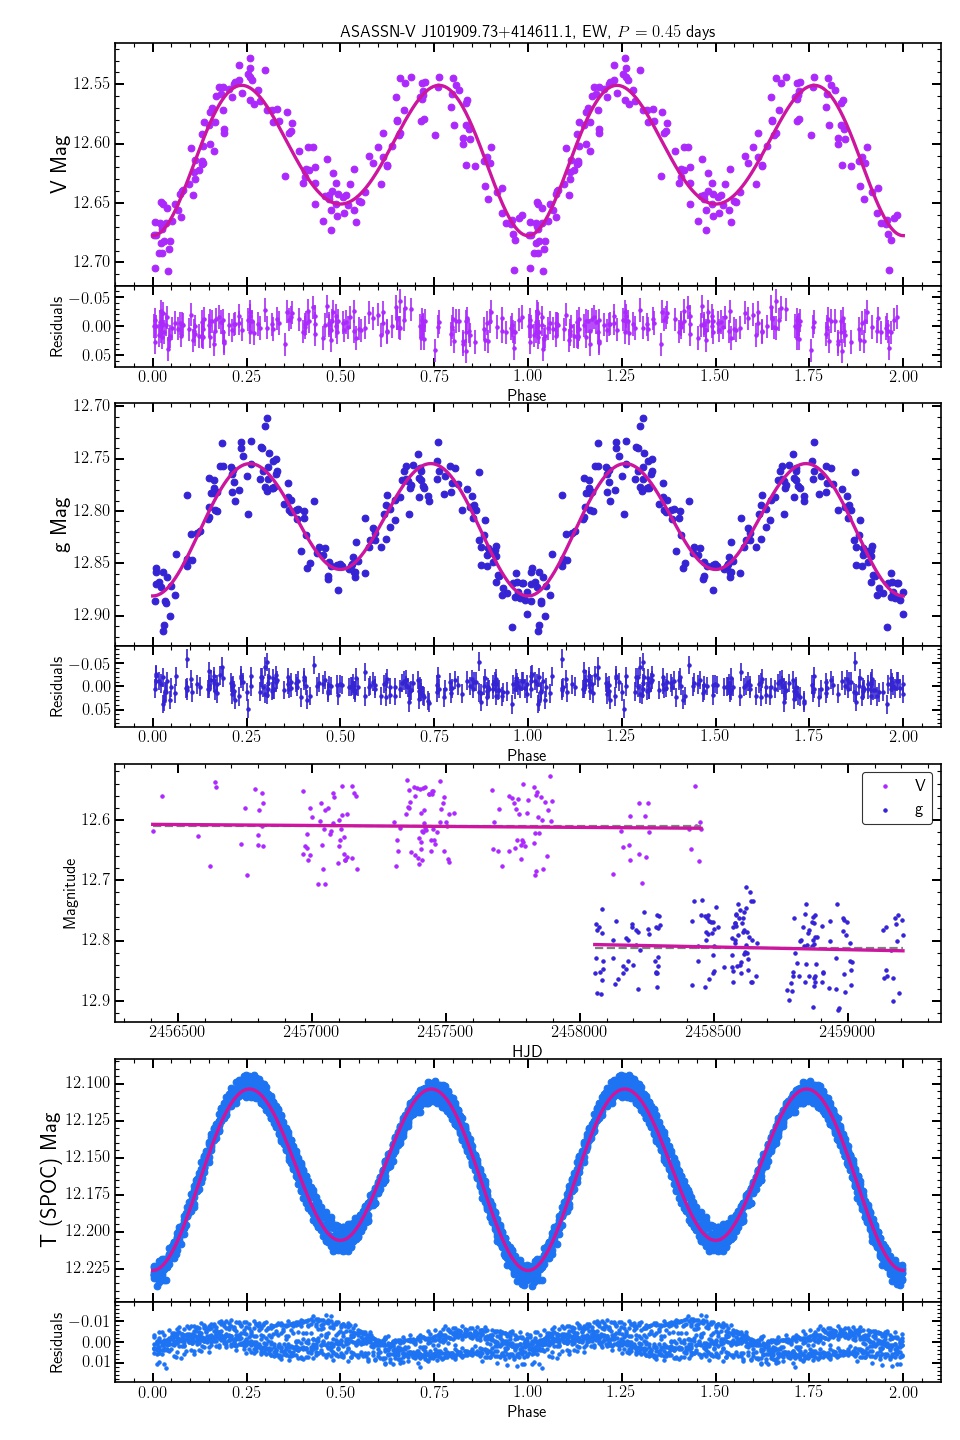 ASASSN-V J101909.73+414611.1, EW, P = 0.45 days
V Mag
12.55
12.60
12.65
12.70
Residuals
−0.05
0.00
0.05
0.00 0.25 0.50 0.75 1.00 1.25 1.50 1.75 2.00
Phase
g Mag
12.70
12.75
12.80
12.85
12.90
Residuals
−0.05
0.00
0.05
0.00 0.25 0.50 0.75 1.00 1.25 1.50 1.75 2.00
Phase
Magnitude
12.6
12.7
12.8
12.9
V
g
2456500 2457000 2457500 2458000 2458500 2459000
HJD
T (SPOC) Mag
12.100
12.125
12.150
12.175
12.200
12.225
Residuals
−0.01
0.00
0.01
0.00 0.25 0.50 0.75 1.00 1.25 1.50 1.75 2.00
Phase